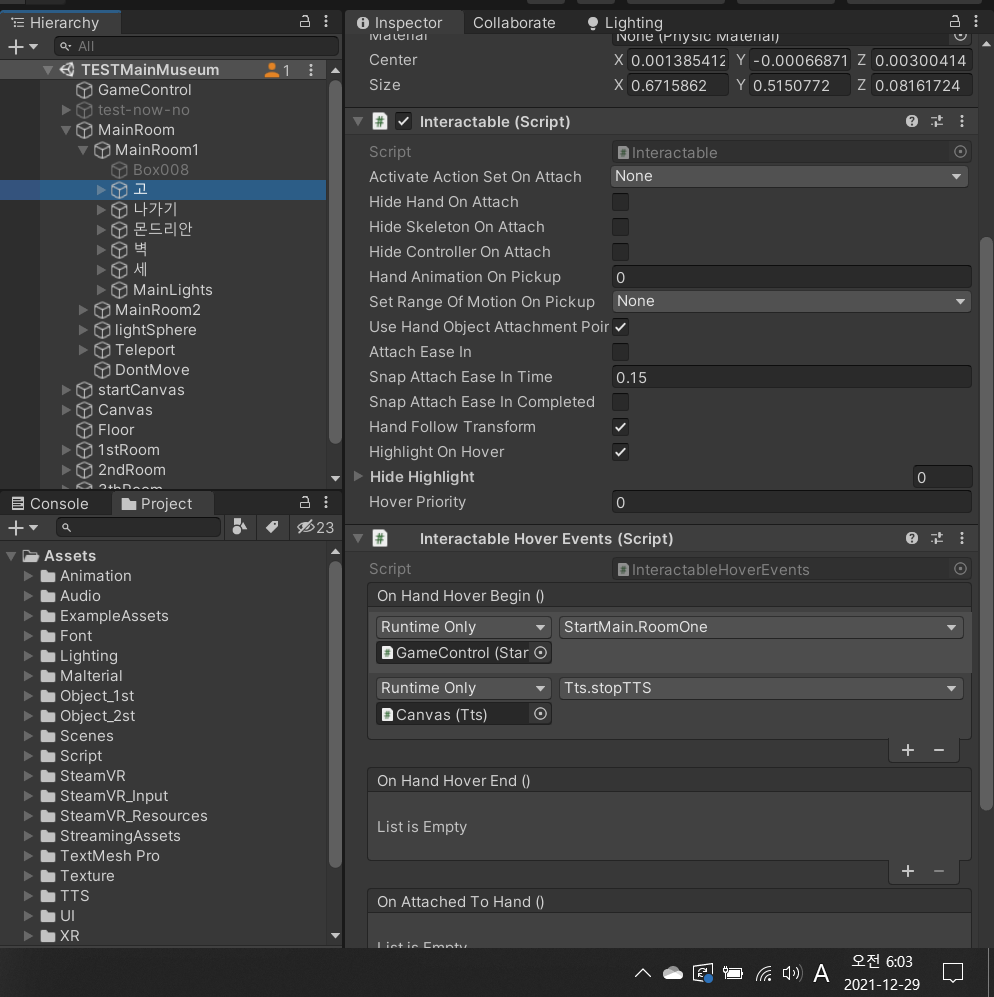 Hierarchy
All
TESTMainMuseum 1
GameControl
test-now-no
MainRoom
MainRoom1
Box008
고
나가기
몬드리안
벽
세
MainLights
MainRoom2
lightSphere
Teleport
DontMove
startCanvas
Canvas
Floor
1stRoom
2ndRoom
3thRoom
Console Project
23
Assets
Animation
Audio
ExampleAssets
Font
Lighting
Malterial
Object_1st
Object_2st
Scenes
Script
SteamVR
SteamVR_Input
SteamVR_Resources
StreamingAssets
TextMesh Pro
Texture
TTS
UI
XR
Inspector Collaborate Lighting
Material None (Physic Material)
Center X 0.001385412 Y -0.00066871 Z 0.00300414
Size X 0.6715862 Y 0.5150772 Z 0.08161724
# Interactable (Script)
Script # Interactable
Activate Action Set On Attach None
Hide Hand On Attach
Hide Skeleton On Attach
Hide Controller On Attach
Hand Animation On Pickup 0
Set Range Of Motion On Pickup None
Use Hand Object Attachment Poir
Attach Ease In
Snap Attach Ease In Time 0.15
Snap Attach Ease In Completed
Hand Follow Transform
Highlight On Hover
Hide Highlight 0
Hover Priority 0
# Interactable Hover Events (Script)
Script # InteractableHoverEvents
On Hand Hover Begin ()
Runtime Only StartMain.RoomOne
# GameControl (Star
Runtime Only Tts.stopTTS
# Canvas (Tts)
+ −
On Hand Hover End ()
List is Empty
+ −
On Attached To Hand ()
List is Empty
A 오전 6:03
2021-12-29